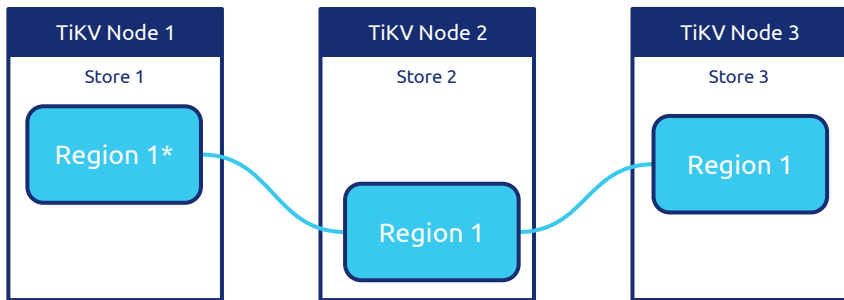 TiKV Node 1
Store 1
Region 1*
TiKV Node 2
Store 2
Region 1
TiKV Node 3
Store 3
Region 1